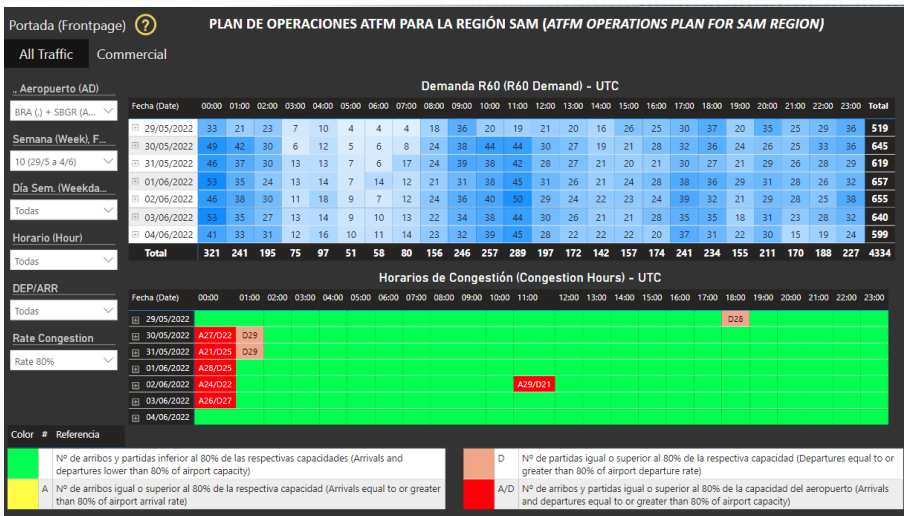 Portada (Frontpage) ?
PLAN DE OPERACIONES ATFM PARA LA REGIÓN SAM (ATFM OPERATIONS PLAN FOR SAM REGION)
All Traffic Commercial
., Aeropuerto (AD)
BRA (.) + SBGR (A...
Semana (Week), F...
10 (29/5 a 4/6)
Día Sem. (Weekda...
Todas
Horario (Hour)
Todas
DEP/ARR
Todas
Rate Congestion
Rate 80%
Demanda R60 (R60 Demand) - UTC
Fecha (Date) 00:00 01:00 02:00 03:00 04:00 05:00 06:00 07:00 08:00 09:00 10:00 11:00 12:00 13:00 14:00 15:00 16:00 17:00 18:00 19:00 20:00 21:00 22:00 23:00 Total
29/05/2022 33 21 23 7 10 4 4 4 18 36 20 19 21 20 16 26 25 30 37 20 35 25 29 36 519
30/05/2022 49 42 30 6 12 5 6 8 24 38 44 44 30 27 19 21 28 32 36 24 26 25 33 36 645
31/05/2022 46 37 30 13 13 7 6 17 24 39 38 42 28 27 21 20 21 30 27 21 29 26 28 29 619
01/06/2022 53 35 24 13 14 7 14 12 21 31 38 45 31 26 21 24 28 38 36 29 31 28 26 32 657
02/06/2022 46 38 30 11 18 9 7 12 24 36 40 50 29 24 22 23 24 39 32 21 29 28 25 38 655
03/06/2022 53 35 27 13 14 9 10 13 22 34 38 44 30 26 21 21 28 35 35 18 31 23 28 32 640
04/06/2022 41 33 31 12 16 10 11 14 23 32 39 45 28 22 22 22 20 37 31 22 30 15 19 24 599
Total 321 241 195 75 97 51 58 80 156 246 257 289 197 172 142 157 174 241 234 155 211 170 188 227 4334
Horarios de Congestión (Congestion Hours) - UTC
Fecha (Date) 00:00 01:00 02:00 03:00 04:00 05:00 06:00 07:00 08:00 09:00 10:00 11:00 12:00 13:00 14:00 15:00 16:00 17:00 18:00 19:00 20:00 21:00 22:00 23:00
29/05/2022 D28
30/05/2022 A27/D22 D29
31/05/2022 A21/D25 D29
01/06/2022 A28/D25
02/06/2022 A24/D22 A29/D21
03/06/2022 A26/D27
04/06/2022
Color # Referencia
Nº de arribos y partidas inferior al 80% de las respectivas capacidades (Arrivals and
departures lower than 80% of airport capacity)
A Nº de arribos igual o superior al 80% de la respectiva capacidad (Arrivals equal to or greater
than 80% of airport arrival rate)
D Nº de partidas igual o superior al 80% de la respectiva capacidad (Departures equal to or
greater than 80% of airport departure rate)
A/D Nº de arribos y partidas igual o superior al 80% de la capacidad del aeropuerto (Arrivals
and departures equal to or greater than 80% of airport capacity)